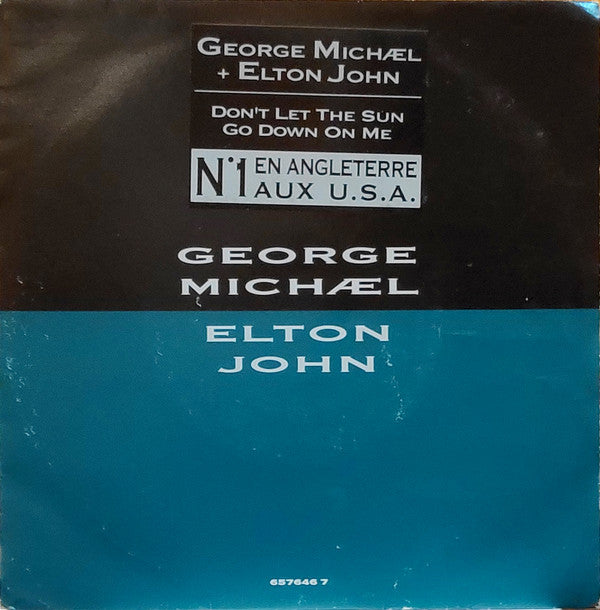 GEORGE MICHÆL
+ ELTON JOHN
DON'T LET THE SUN
GO DOWN ON ME
N°1 EN ANGLETERRE
AUX U.S.A.
GEORGE
MICHÆL
ELTON
JOHN
657646 7